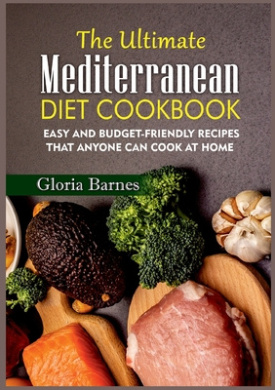 The Ultimate
Mediterranean
DIET COOKBOOK
EASY AND BUDGET-FRIENDLY RECIPES
THAT ANYONE CAN COOK AT HOME
Gloria Barnes